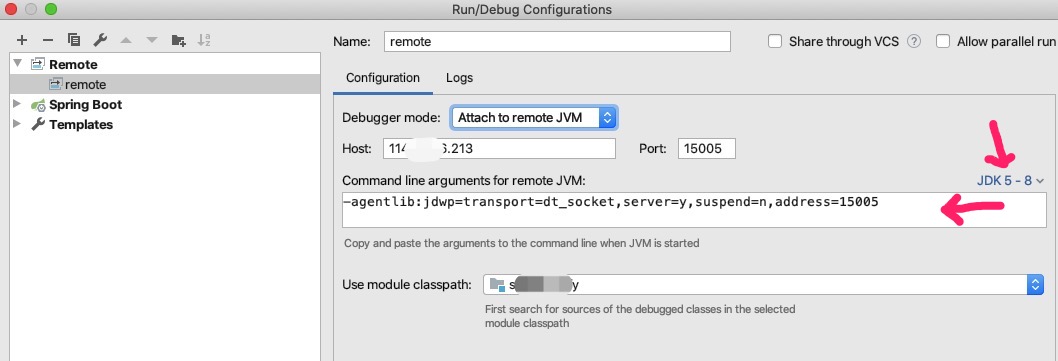 Run/Debug Configurations
Name: remote
Share through VCS ?
Allow parallel run
Remote
remote
Spring Boot
Templates
Configuration Logs
Debugger mode: Attach to remote JVM
Host: 114 6.213 Port: 15005
Command line arguments for remote JVM: JDK 5 - 8
-agentlib:jdwp=transport=dt_socket,server=y,suspend=n,address=15005
Copy and paste the arguments to the command line when JVM is started
Use module classpath:
First search for sources of the debugged classes in the selected
module classpath